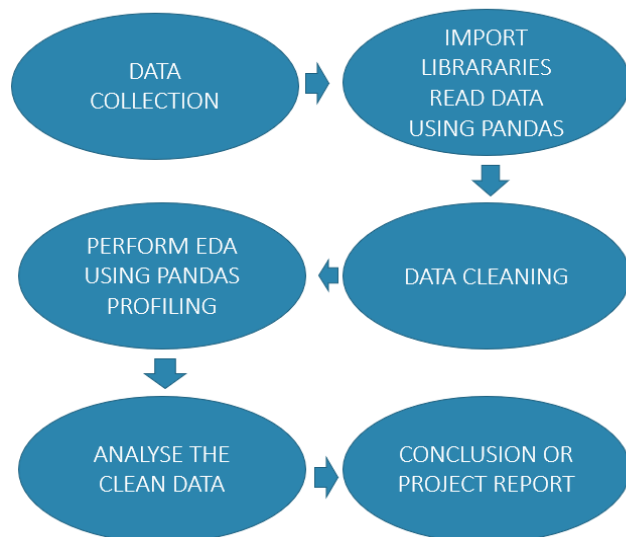 DATA
COLLECTION
IMPORT
LIBRARARIES
READ DATA
USING PANDAS
DATA CLEANING
PERFORM EDA
USING PANDAS
PROFILING
ANALYSE THE
CLEAN DATA
CONCLUSION OR
PROJECT REPORT